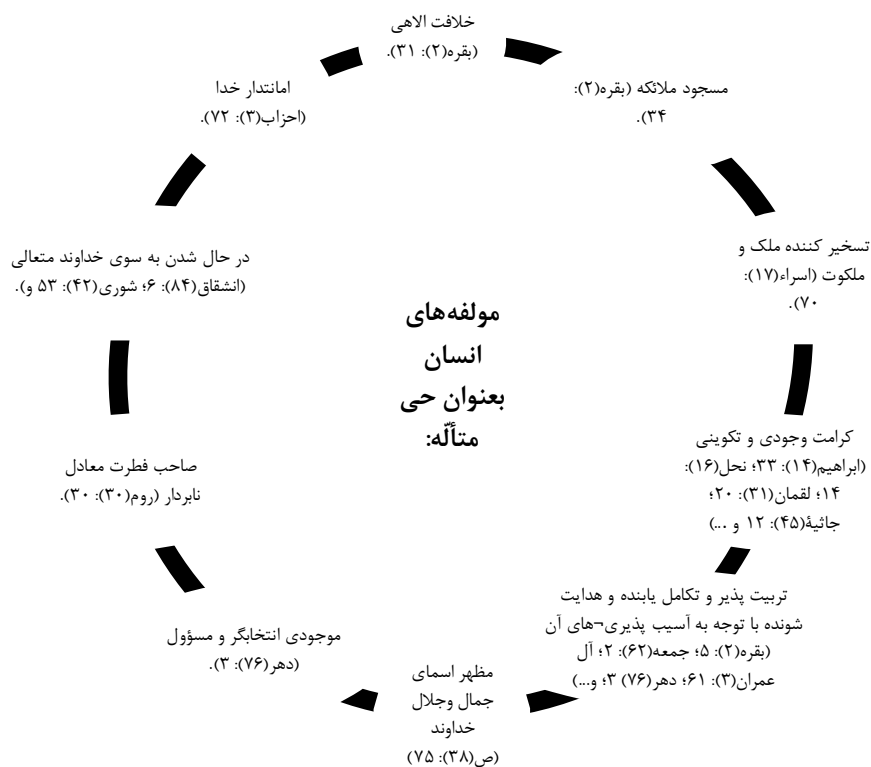 خلافت الاهی
(بقره(۲): ۳۱).
مسجود ملائکه (بقره(۲):
۳۴).
تسخیر کننده ملک و
ملکوت (اسراء(۱۷):
۷۰).
کرامت وجودی و تکوینی
(ابراهیم(۱۴): ۳۳؛ نحل(۱۶):
۱۴؛ لقمان(۳۱): ۲۰؛
جاثیۀ(۴۵): ۱۲ و ...)
تربیت پذیر و تکامل یابنده و هدایت
شونده با توجه به آسیب پذیری¬های آن
(بقره(۲): ۵؛ جمعه(۶۲): ۲؛ آل
عمران(۳): ۶۱؛ دهر(۷۶) ۳؛ و...)
مظهر اسمای
جمال وجلال
خداوند
(ص(۳۸): ۷۵)
موجودی انتخابگر و مسؤول
(دهر(۷۶): ۳).
صاحب فطرت معادل
نابردار (روم(۳۰): ۳۰).
در حال شدن به سوی خداوند متعالی
(انشقاق(۸۴): ۶؛ شوری(۴۲): ۵۳ و).
امانتدار خدا
(احزاب(۳): ۷۲).
مولفه‌های
انسان
بعنوان حی
متألّه: